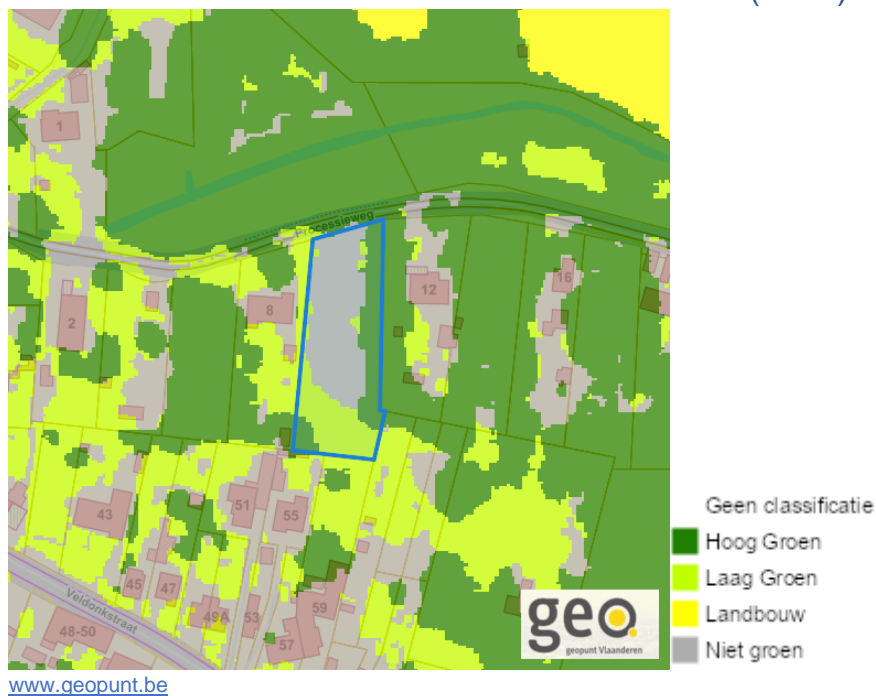 1
Processieweg
2
8
12
16
43
51
55
45
47
49A
53
59
57
48-50
Veldonkstraat
geo
geopunt Vlaanderen
Geen classificatie
Hoog Groen
Laag Groen
Landbouw
Niet groen
www.geopunt.be